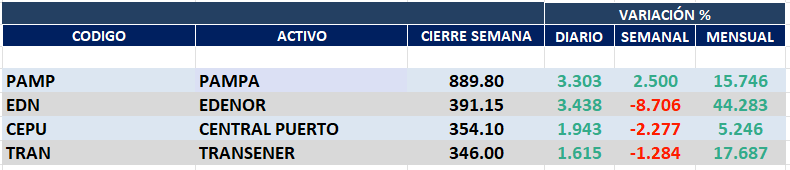 VARIACIÓN %
CODIGO ACTIVO CIERRE SEMANA DIARIO SEMANAL MENSUAL
PAMP PAMPA 889.80 3.303 2.500 15.746
EDN EDENOR 391.15 3.438 -8.706 44.283
CEPU CENTRAL PUERTO 354.10 1.943 -2.277 5.246
TRAN TRANSENER 346.00 1.615 -1.284 17.687